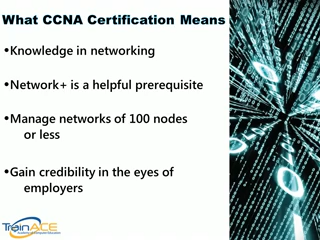 What CCNA Certification Means
•Knowledge in networking
•Network+ is a helpful prerequisite
•Manage networks of 100 nodes
or less
•Gain credibility in the eyes of
employers
TrainACE